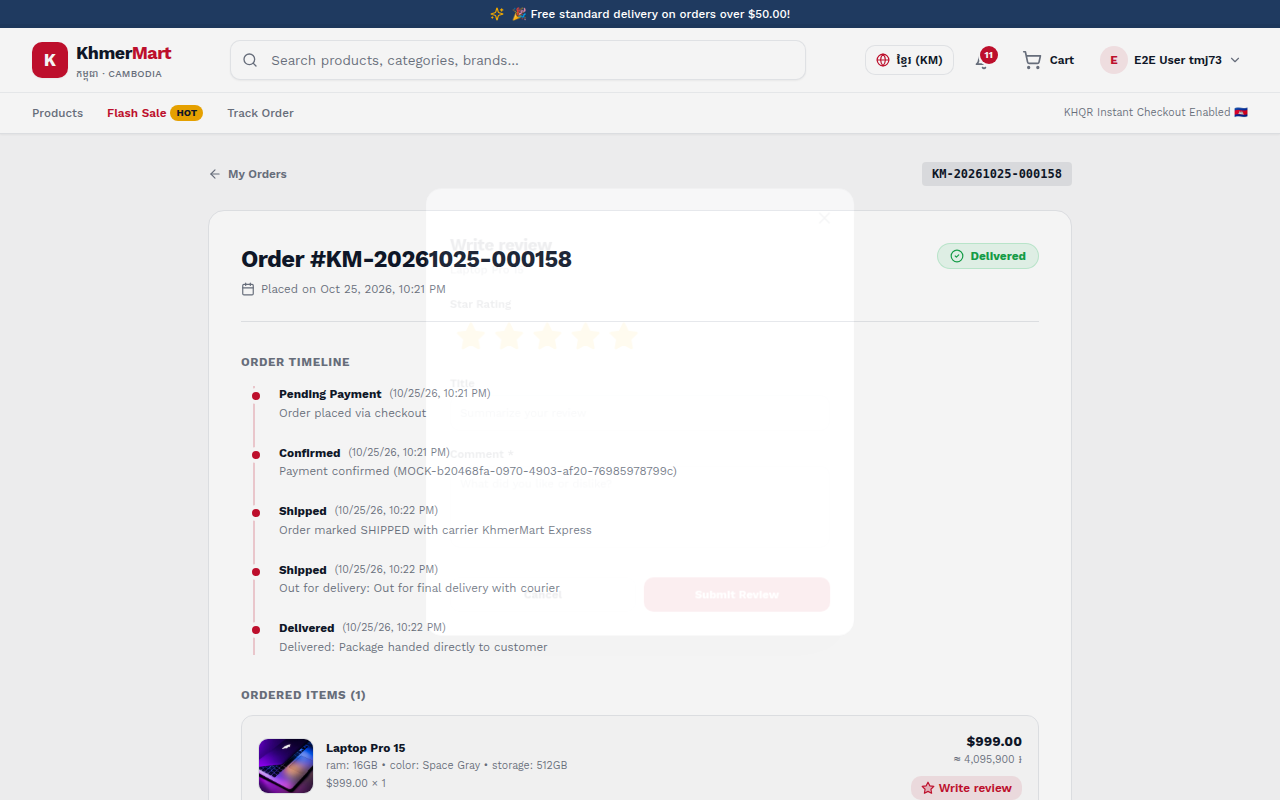 ✨ 🎉 Free standard delivery on orders over $50.00!
K
KhmerMart
កម្ពុជា · CAMBODIA
Search products, categories, brands...
ខ្មែរ (KM)
11
Cart
E
E2E User tmj73
Products
Flash Sale HOT
Track Order
KHQR Instant Checkout Enabled 🇰🇭
My Orders
KM-20261025-000158
Write review
Order #KM-20261025-000158
Delivered
Placed on Oct 25, 2026, 10:21 PM
Star Rating
ORDER TIMELINE
Title
Pending Payment (10/25/26, 10:21 PM)
Order placed via checkout
Confirmed (10/25/26, 10:21 PM)
Comment *
Payment confirmed (MOCK-b20468fa-0970-4903-af20-76985978799c)
Shipped (10/25/26, 10:22 PM)
Order marked SHIPPED with carrier KhmerMart Express
Shipped (10/25/26, 10:22 PM)
Out for delivery: Out for final delivery with courier
Cancel
Submit Review
Delivered (10/25/26, 10:22 PM)
Delivered: Package handed directly to customer
ORDERED ITEMS (1)
Laptop Pro 15
ram: 16GB • color: Space Gray • storage: 512GB
$999.00 × 1
$999.00
≈ 4,095,900 ៛
Write review